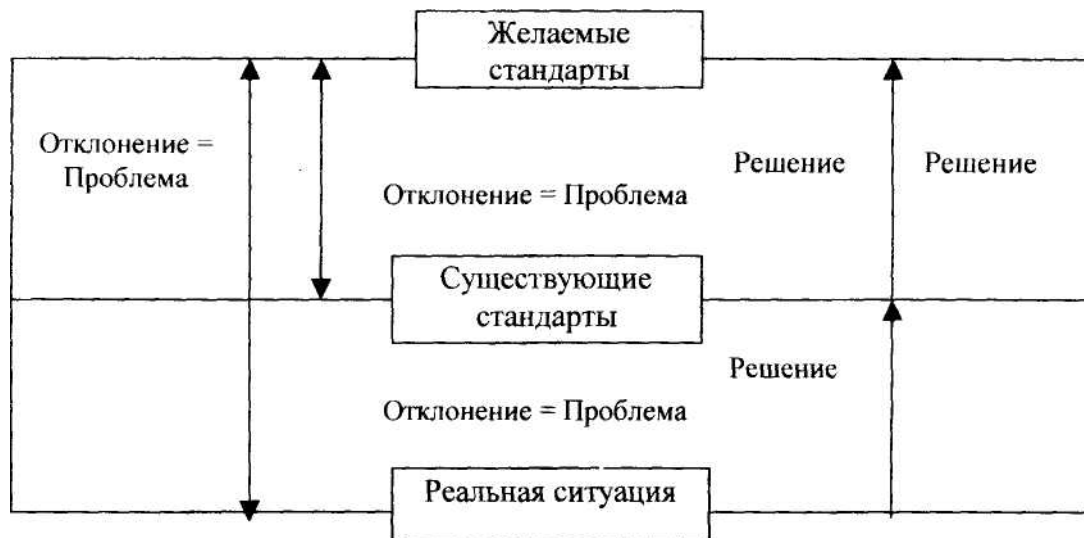 Желаемые
стандарты
Отклонение =
Проблема
Решение
Решение
Отклонение = Проблема
Существующие
стандарты
Решение
Отклонение = Проблема
Реальная ситуация